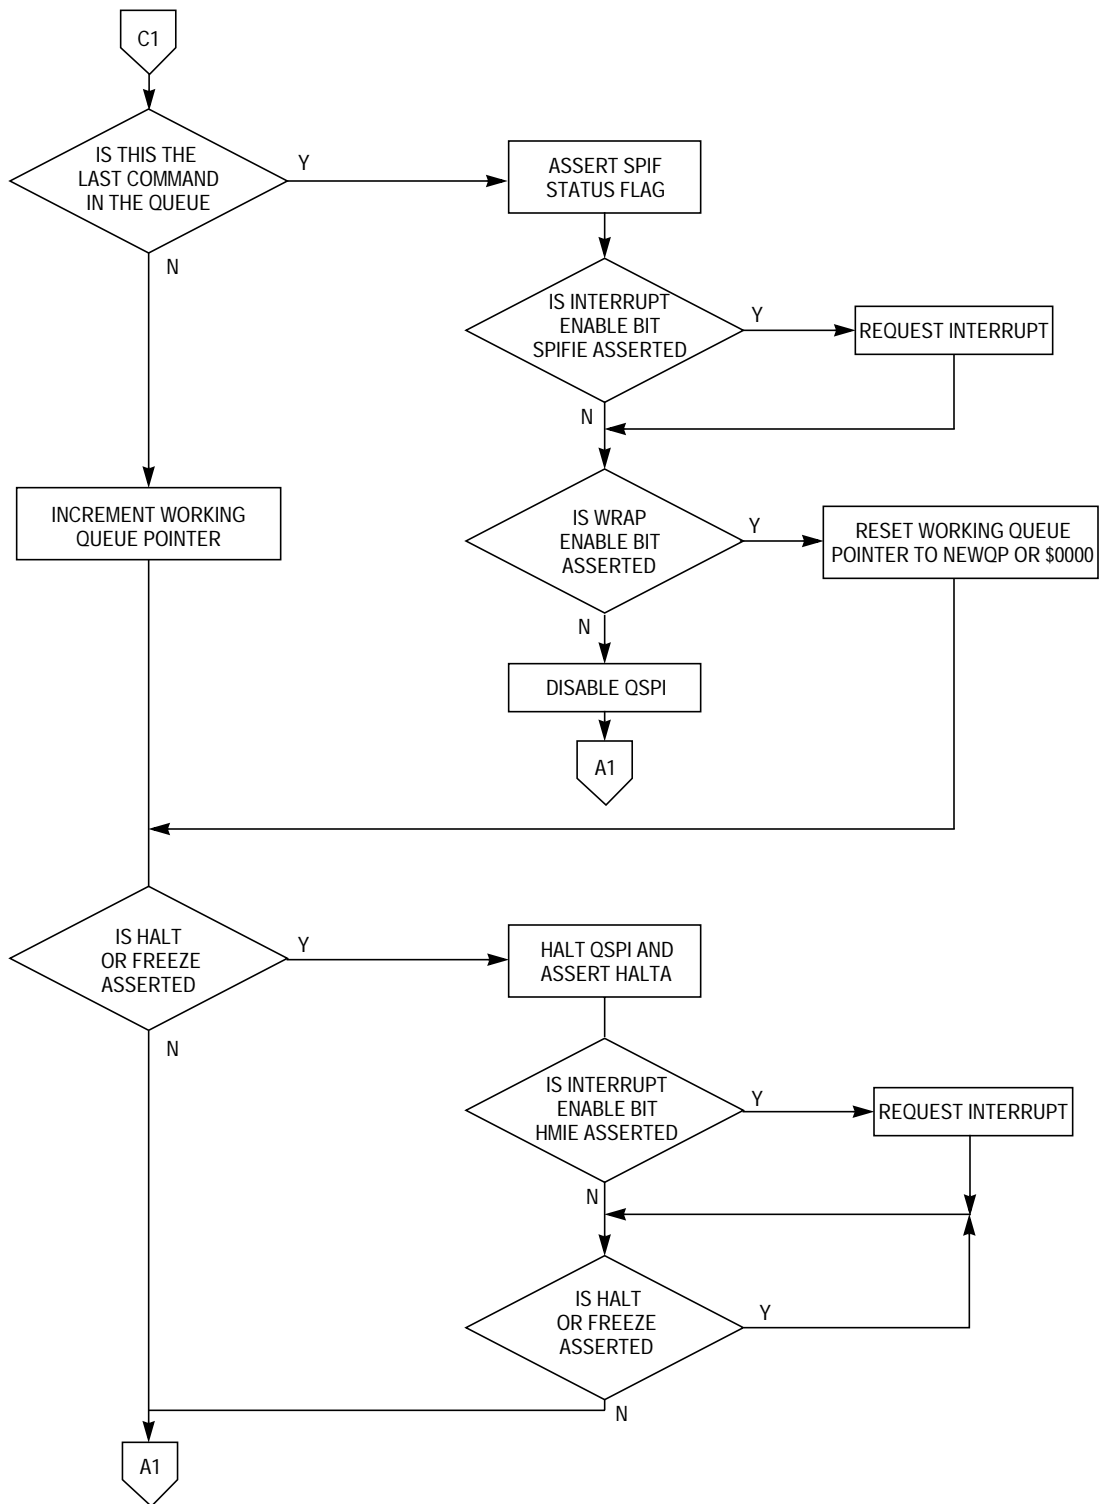 C1
IS THIS THE
LAST COMMAND
IN THE QUEUE
Y
N
ASSERT SPIF
STATUS FLAG
IS INTERRUPT
ENABLE BIT
SPIFIE ASSERTED
Y
N
REQUEST INTERRUPT
INCREMENT WORKING
QUEUE POINTER
IS WRAP
ENABLE BIT
ASSERTED
Y
N
RESET WORKING QUEUE
POINTER TO NEWQP OR $0000
DISABLE QSPI
A1
IS HALT
OR FREEZE
ASSERTED
Y
N
HALT QSPI AND
ASSERT HALTA
IS INTERRUPT
ENABLE BIT
HMIE ASSERTED
Y
N
REQUEST INTERRUPT
IS HALT
OR FREEZE
ASSERTED
Y
N
A1